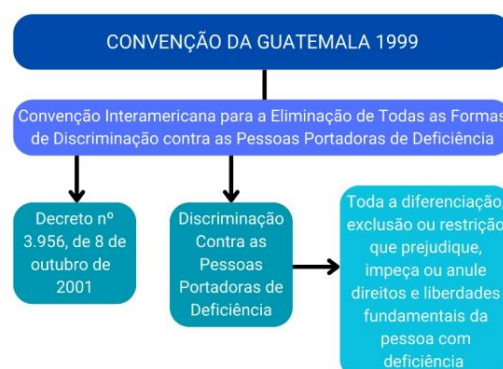 CONVENÇÃO DA GUATEMALA 1999
Convenção Interamericana para a Eliminação de Todas as Formas
de Discriminação contra as Pessoas Portadoras de Deficiência
Decreto nº
3.956, de 8 de
outubro de
2001
Discriminação
Contra as
Pessoas
Portadoras de
Deficiência
Toda a diferenciação,
exclusão ou restrição
que prejudique,
impeça ou anule
direitos e liberdades
fundamentais da
pessoa com
deficiência